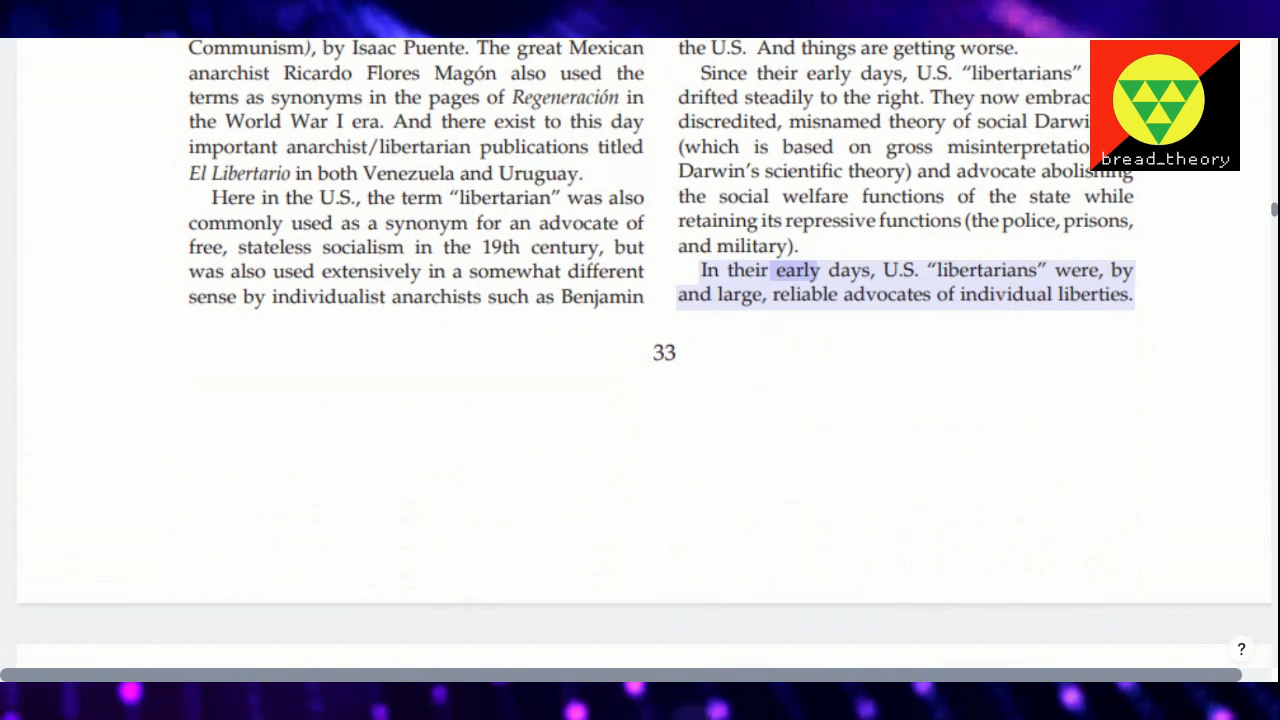 Communism), by Isaac Puente. The great Mexican
anarchist Ricardo Flores Magón also used the
terms as synonyms in the pages of Regeneración in
the World War I era. And there exist to this day
important anarchist/libertarian publications titled
El Libertario in both Venezuela and Uruguay.
Here in the U.S., the term “libertarian” was also
commonly used as a synonym for an advocate of
free, stateless socialism in the 19th century, but
was also used extensively in a somewhat different
sense by individualist anarchists such as Benjamin
the U.S. And things are getting worse.
Since their early days, U.S. “libertarians”
drifted steadily to the right. They now
discredited, misnamed theory of social
(which is based on gross
Darwin’s scientific theory) and advocate abolishing
the social welfare functions of the state while
retaining its repressive functions (the police, prisons,
and military).
In their early days, U.S. “libertarians” were, by
and large, reliable advocates of individual liberties.
33
bread_theory
?